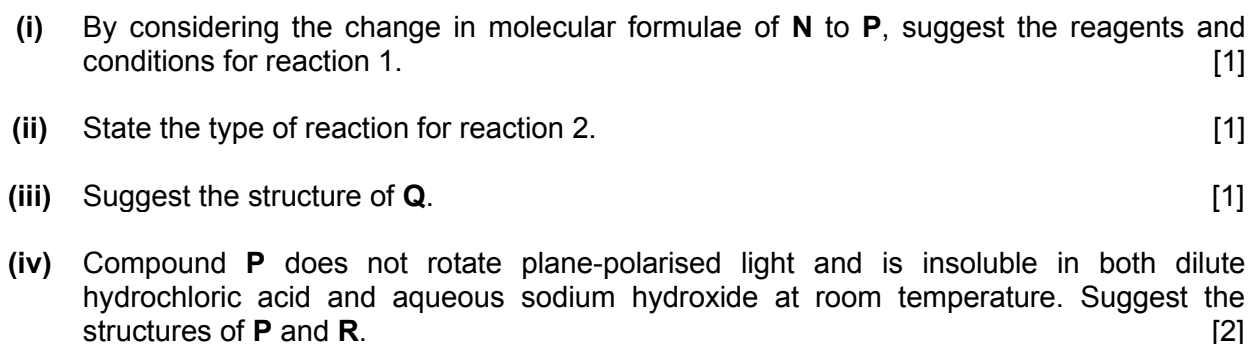 (i) By considering the change in molecular formulae of N to P, suggest the reagents and
conditions for reaction 1. [1]
(ii) State the type of reaction for reaction 2. [1]
(iii) Suggest the structure of Q. [1]
(iv) Compound P does not rotate plane-polarised light and is insoluble in both dilute
hydrochloric acid and aqueous sodium hydroxide at room temperature. Suggest the
structures of P and R. [2]